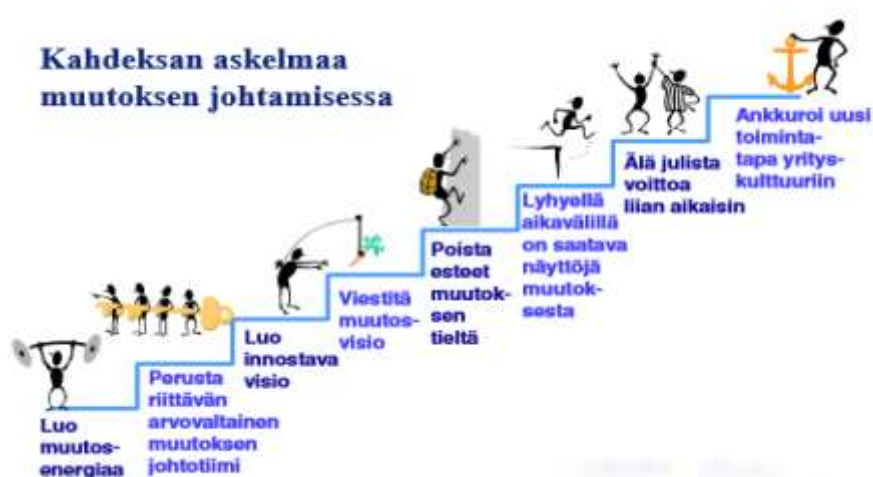 Kahdeksan askelmaa
muutoksen johtamisessa
Luo
muutos-
energiaa
Perusta
riittävän
arvovaltainen
muutoksen
johtotiimi
Luo
innostava
visio
Viestitä
muutos-
visio
Poista
esteet
muutok-
sen
tieltä
Lyhyellä
aikavälillä
on saatava
näyttöjä
muutok-
sesta
Älä julista
voittoa
liian aikaisin
Ankkuroi uusi
toiminta-
tapa yritys-
kulttuuriin